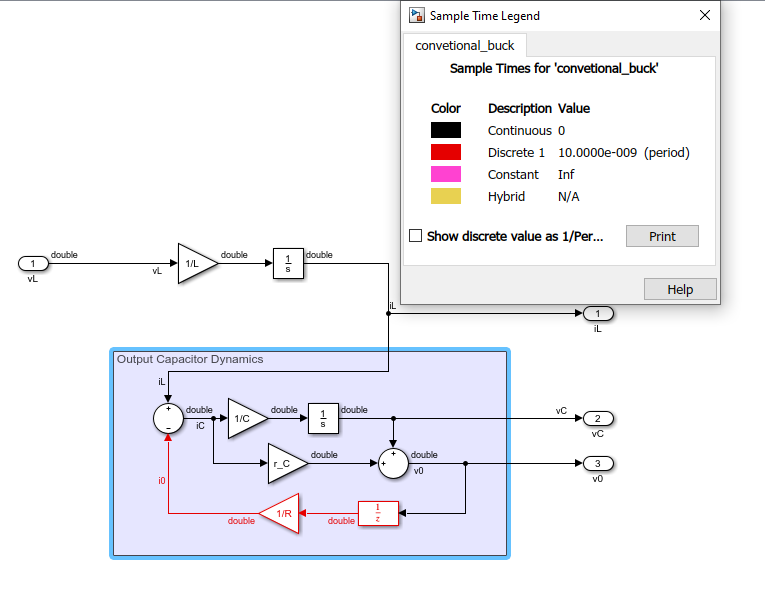 Sample Time Legend
convetional_buck
Sample Times for 'convetional_buck'
Color Description Value
Continuous 0
Discrete 1 10.0000e-009 (period)
Constant Inf
Hybrid N/A
Show discrete value as 1/Per...
Print
Help
1
vL
double
vL
1/L
double
1
s
double
iL
1
iL
Output Capacitor Dynamics
iL
+
−
double
iC
1/C
double
1
s
double
vC
2
vC
r_C
double
+
+
double
v0
3
v0
i0
1/R
double
double
1
z